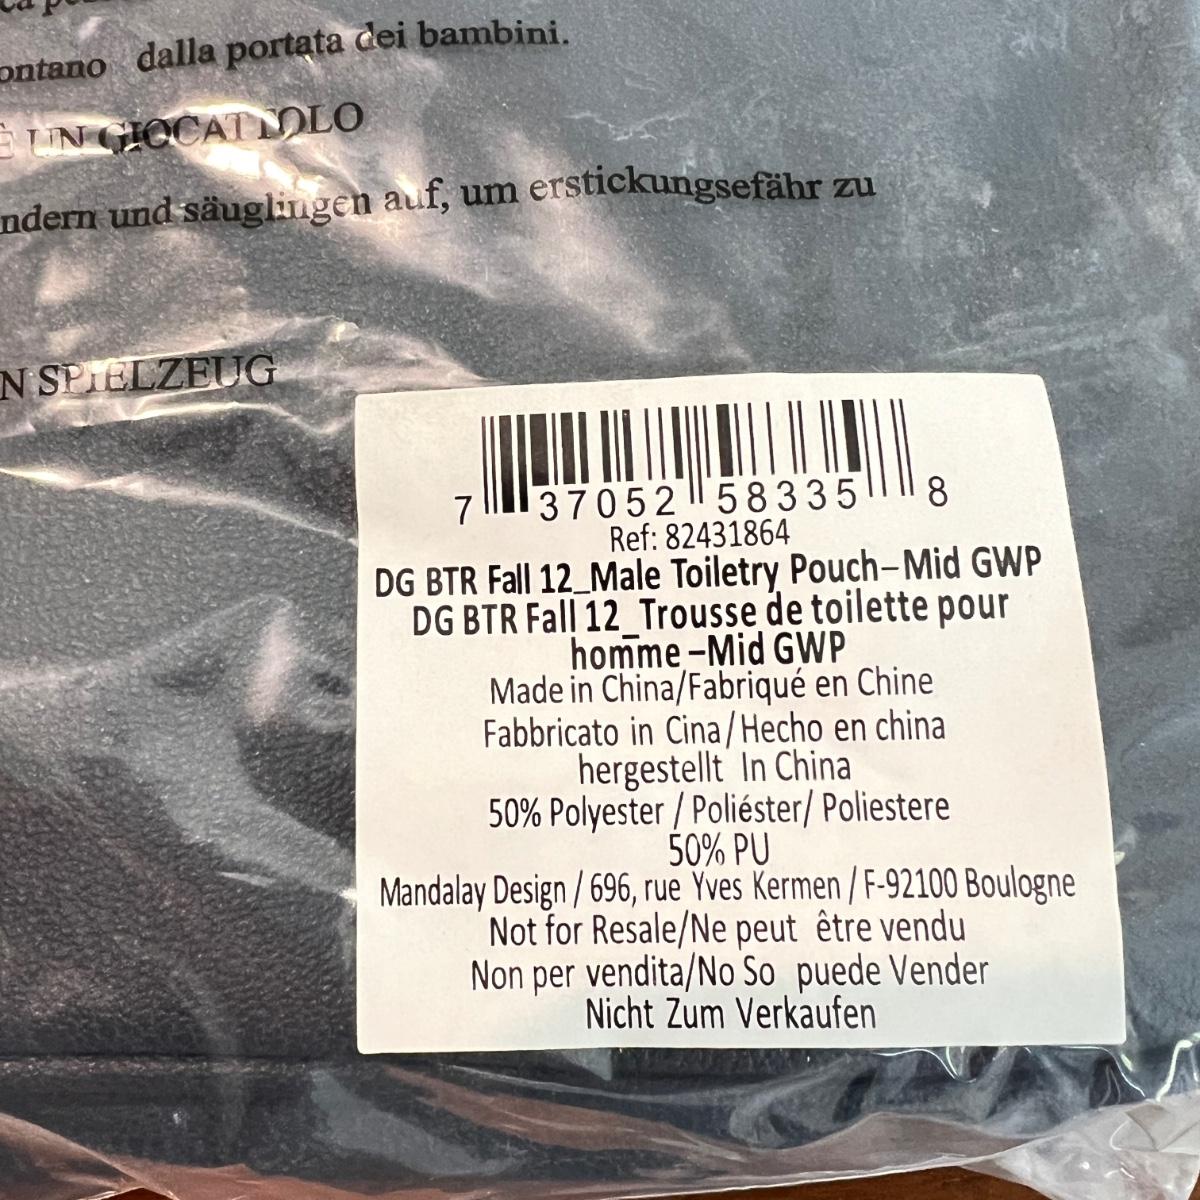 ontano dalla portata dei bambini.
È UN GIOCATTOLO
ndern und säuglingen auf, um erstickungsefähr zu
N SPIELZEUG
7 37052 58335 8
Ref: 82431864
DG BTR Fall 12_Male Toiletry Pouch-Mid GWP
DG BTR Fall 12_Trousse de toilette pour
homme -Mid GWP
Made in China/Fabriqué en Chine
Fabbricato in Cina/Hecho en china
hergestellt In China
50% Polyester / Poliéster/ Poliestere
50% PU
Mandalay Design / 696, rue Yves Kermen / F-92100 Boulogne
Not for Resale/Ne peut être vendu
Non per vendita/No So puede Vender
Nicht Zum Verkaufen